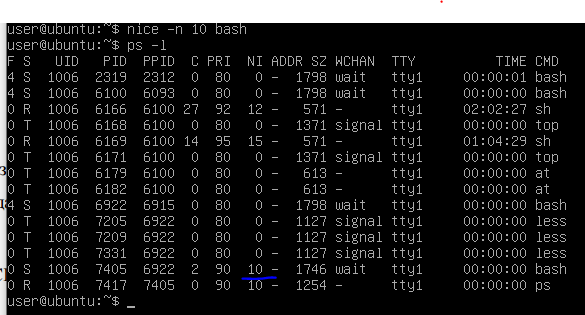 user@ubuntu:~$ nice -n 10 bash
user@ubuntu:~$ ps -l
F S   UID   PID  PPID  C PRI  NI ADDR SZ WCHAN  TTY          TIME CMD
4 S  1006  2319  2312  0  80   0 -  1798 wait   tty1     00:00:01 bash
4 S  1006  6100  6093  0  80   0 -  1798 wait   tty1     00:00:00 bash
0 R  1006  6166  6100 27  92  12 -   571 -      tty1     02:02:27 sh
0 T  1006  6168  6100  0  80   0 -  1371 signal tty1     00:00:00 top
0 R  1006  6169  6100 14  95  15 -   571 -      tty1     01:04:29 sh
0 T  1006  6171  6100  0  80   0 -  1371 signal tty1     00:00:00 top
0 T  1006  6179  6100  0  80   0 -   613 -      tty1     00:00:00 at
0 T  1006  6182  6100  0  80   0 -   613 -      tty1     00:00:00 at
4 S  1006  6922  6915  0  80   0 -  1798 wait   tty1     00:00:00 bash
0 T  1006  7205  6922  0  80   0 -  1127 signal tty1     00:00:00 less
0 T  1006  7209  6922  0  80   0 -  1127 signal tty1     00:00:00 less
0 T  1006  7331  6922  0  80   0 -  1127 signal tty1     00:00:00 less
0 S  1006  7405  6922  2  90  10 -  1746 wait   tty1     00:00:00 bash
0 R  1006  7417  7405  0  90  10 -  1254 -      tty1     00:00:00 ps
user@ubuntu:~$ _